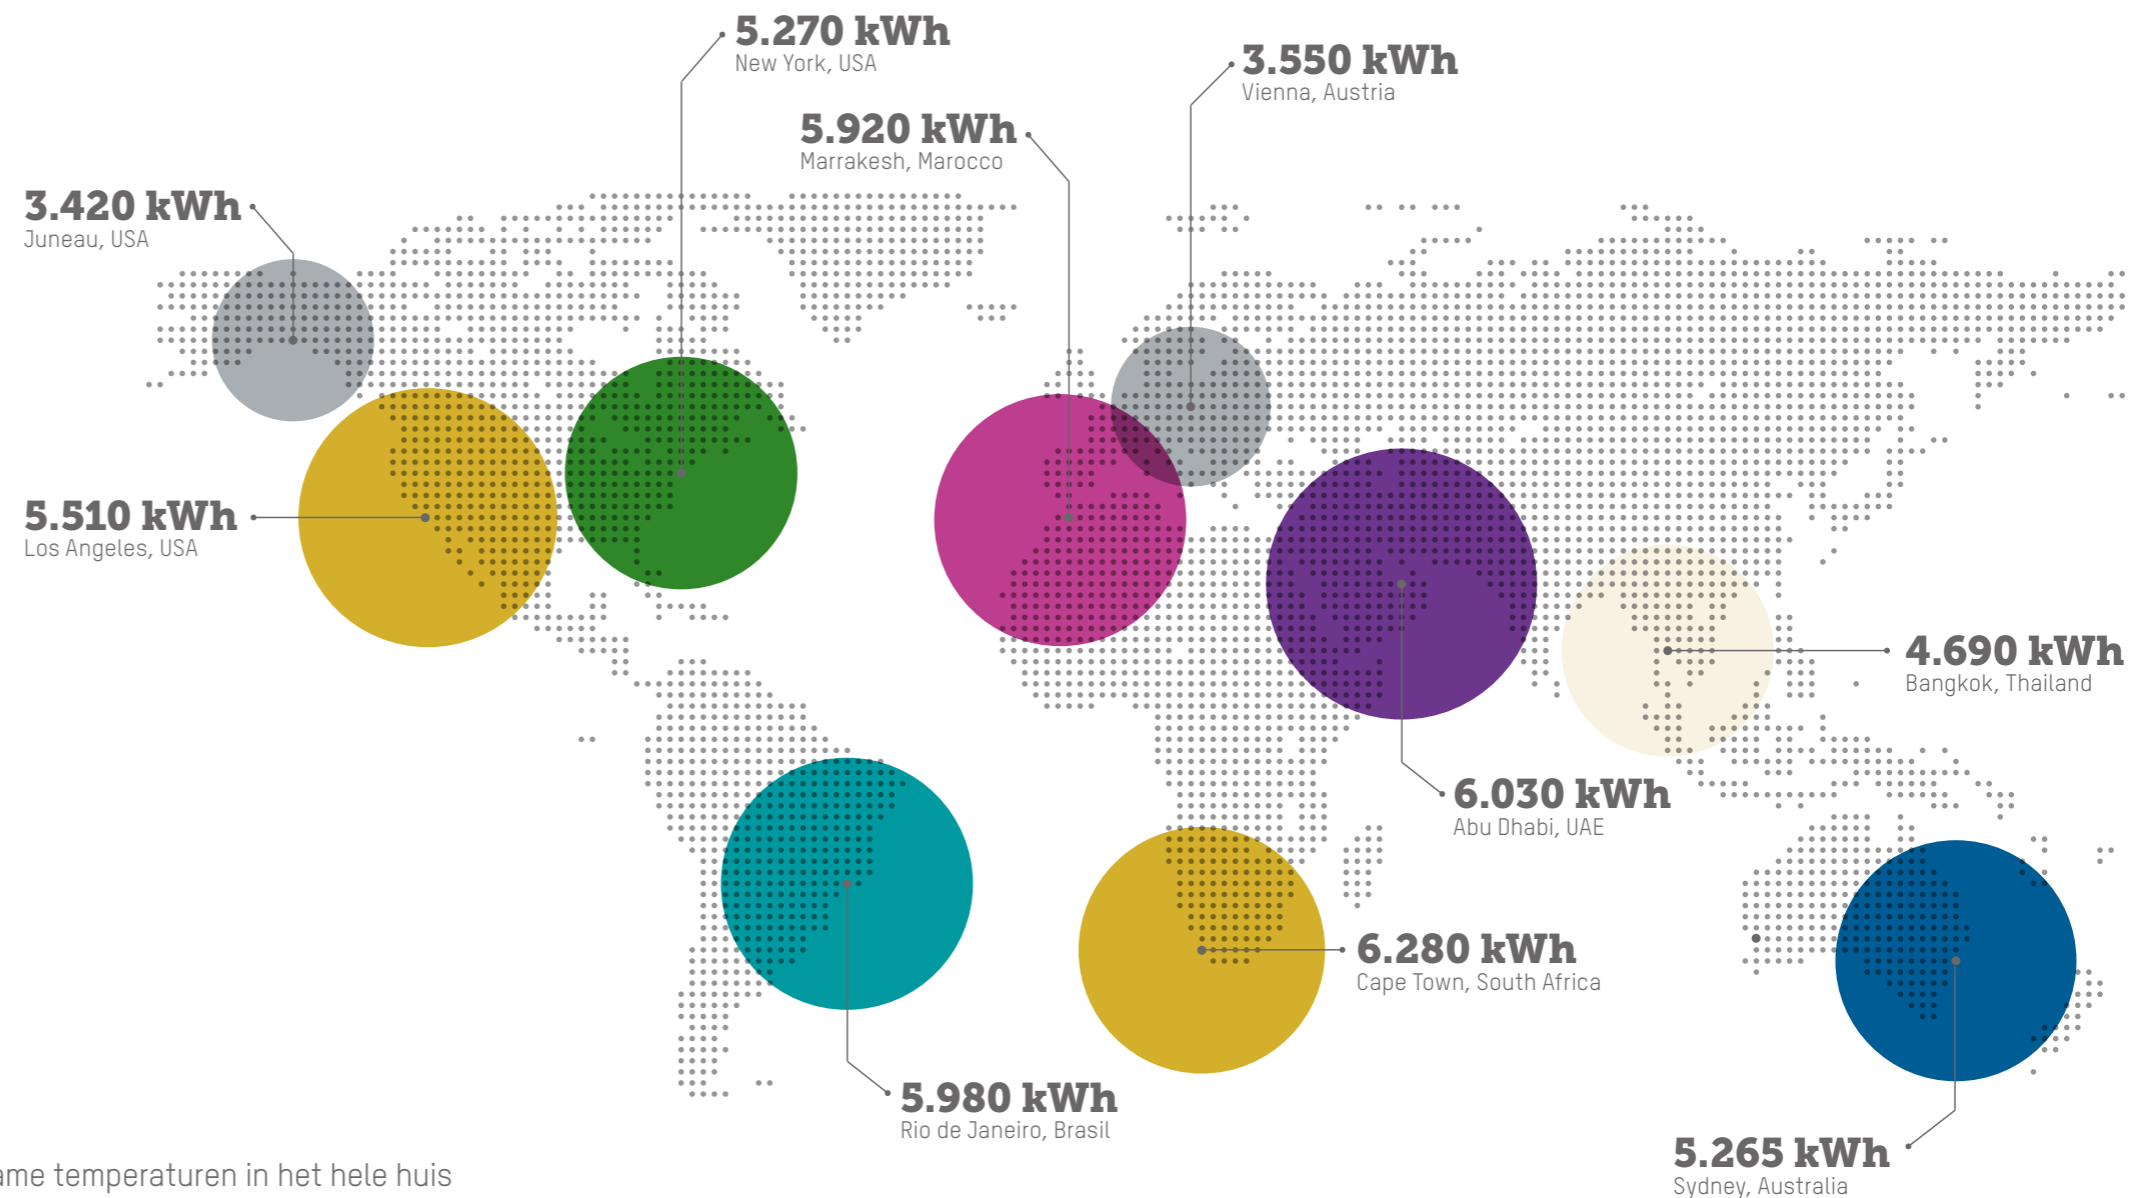 5.270 kWh
New York, USA
3.550 kWh
Vienna, Austria
5.920 kWh
Marrakesh, Marocco
3.420 kWh
Juneau, USA
5.510 kWh
Los Angeles, USA
4.690 kWh
Bangkok, Thailand
6.030 kWh
Abu Dhabi, UAE
6.280 kWh
Cape Town, South Africa
5.980 kWh
Rio de Janeiro, Brasil
5.265 kWh
Sydney, Australia
temperaturen in het hele huis